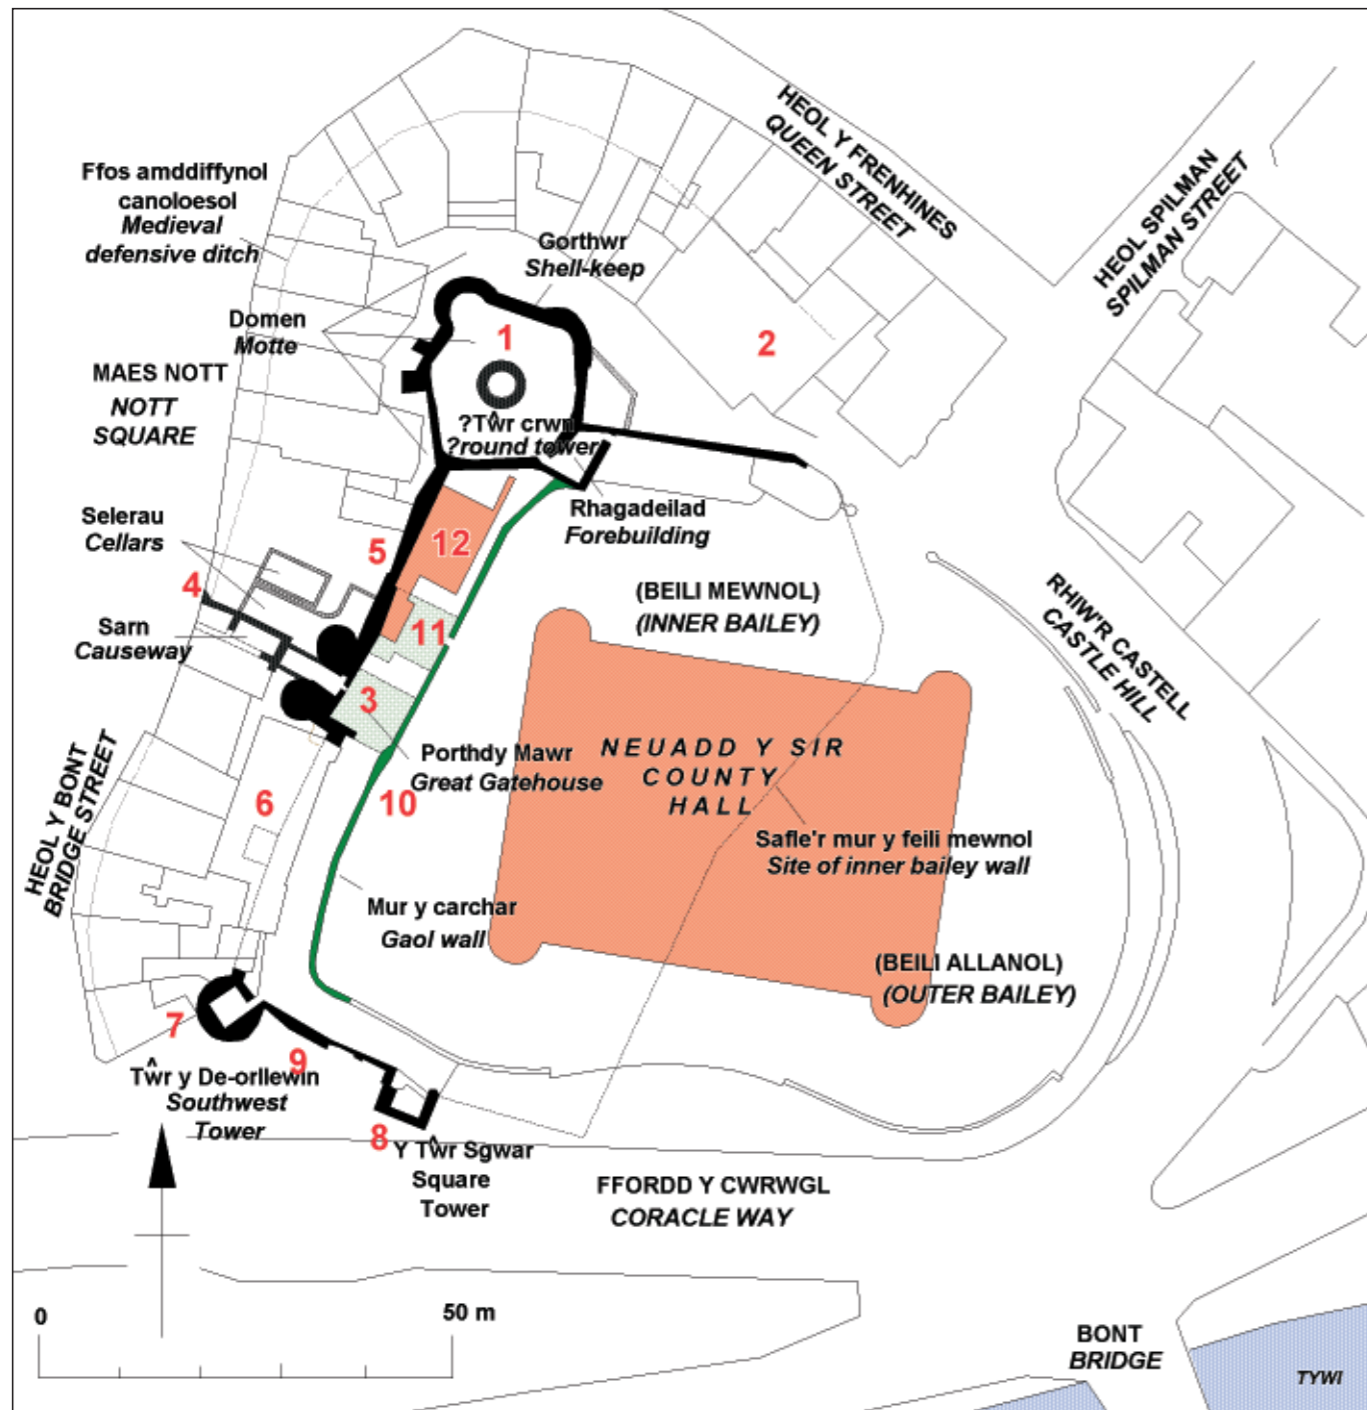 HEOL Y FRENHINES
QUEEN STREET
HEOL SPILMAN
SPILMAN STREET
Ffos amddiffynol
canoloesol
Medieval
defensive ditch
Gorthwr
Shell-keep
Domen
Motte
1
2
MAES NOTT
NOTT
SQUARE
?Tŵr crwn
?round tower
Rhagadeilad
Forebuilding
Selerau
Cellars
5
12
4
(BEILI MEWNOL)
(INNER BAILEY)
RHIW'R CASTELL
CASTLE HILL
Sarn
Causeway
11
3
Porthdy Mawr
Great Gatehouse
NEUADD Y SIR
COUNTY
HALL
HEOL Y BONT
BRIDGE STREET
6
10
Safle'r mur y feili mewnol
Site of inner bailey wall
Mur y carchar
Gaol wall
(BEILI ALLANOL)
(OUTER BAILEY)
7
9
Tŵr y De-orllewin
Southwest
Tower
8
Y Tŵr Sgwar
Square
Tower
FFORDD Y CWRWGL
CORACLE WAY
0
50 m
BONT
BRIDGE
TYWI